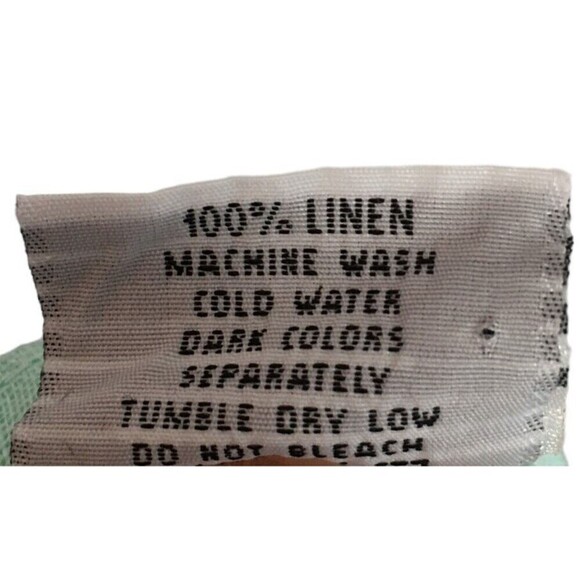 100% LINEN
MACHINE WASH
COLD WATER
DARK COLORS
SEPARATELY
TUMBLE DRY LOW
DO NOT BLEACH